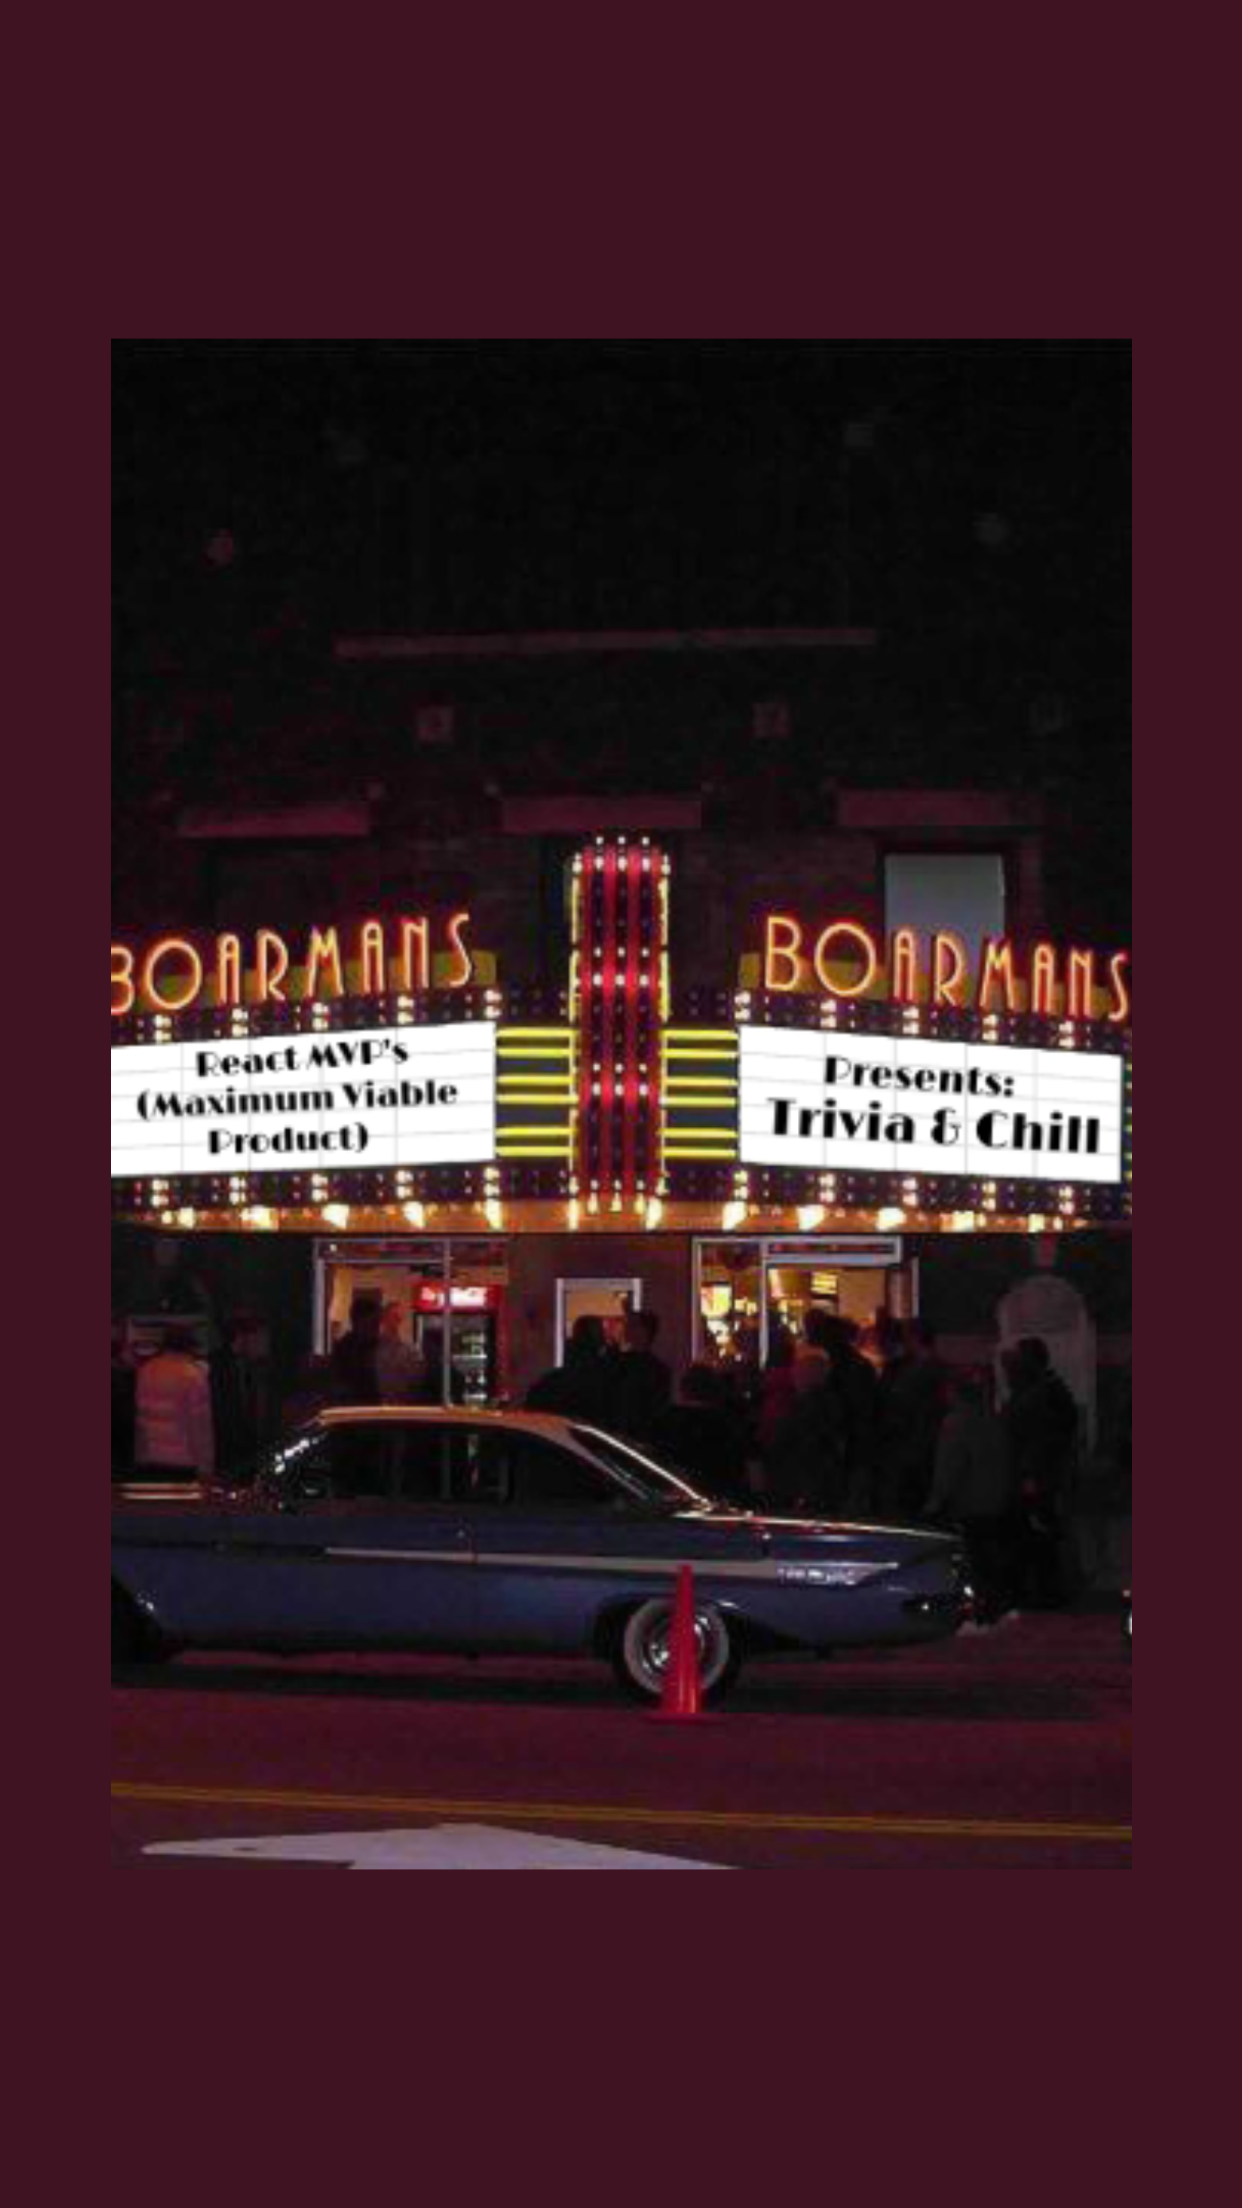 BOARMANS
React MVP's
(Maximum Viable
Product)
BOARMANS
Presents:
Trivia & Chill